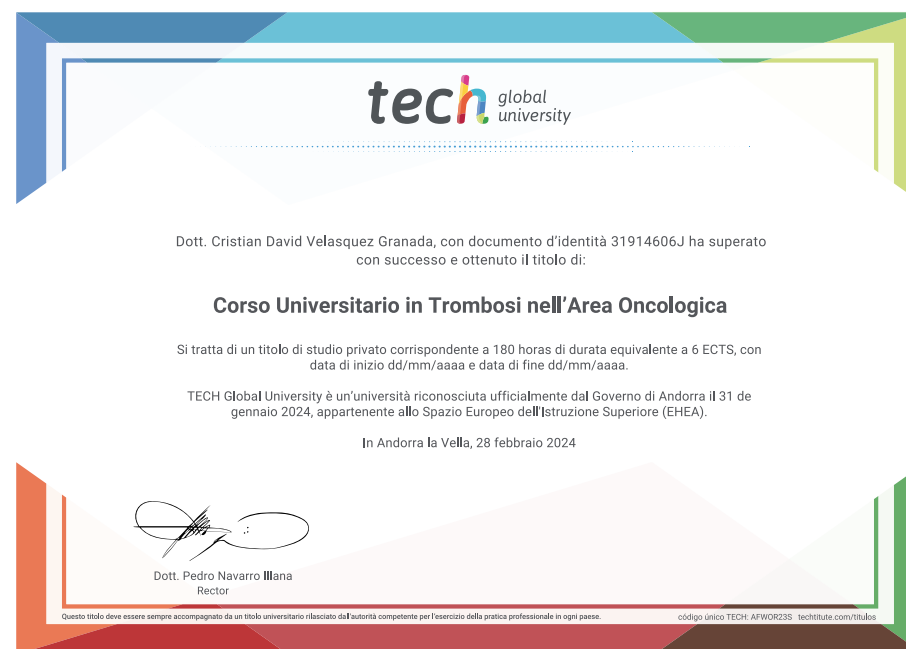 tech global
university
Dott. Cristian David Velasquez Granada, con documento d'identità 31914606J ha superato
con successo e ottenuto il titolo di:
Corso Universitario in Trombosi nell'Area Oncologica
Si tratta di un titolo di studio privato corrispondente a 180 horas di durata equivalente a 6 ECTS, con
data di inizio dd/mm/aaaa e data di fine dd/mm/aaaa.
TECH Global University è un'università riconosciuta ufficialmente dal Governo di Andorra il 31 de
gennaio 2024, appartenente allo Spazio Europeo dell'Istruzione Superiore (EHEA).
In Andorra la Vella, 28 febbraio 2024
Dott. Pedro Navarro Illana
Rector
Questo titolo deve essere sempre accompagnato da un titolo universitario rilasciato dall'autorità competente per l'esercizio della pratica professionale in ogni paese.
código único TECH: AFWOR23S techtitute.com/titulos